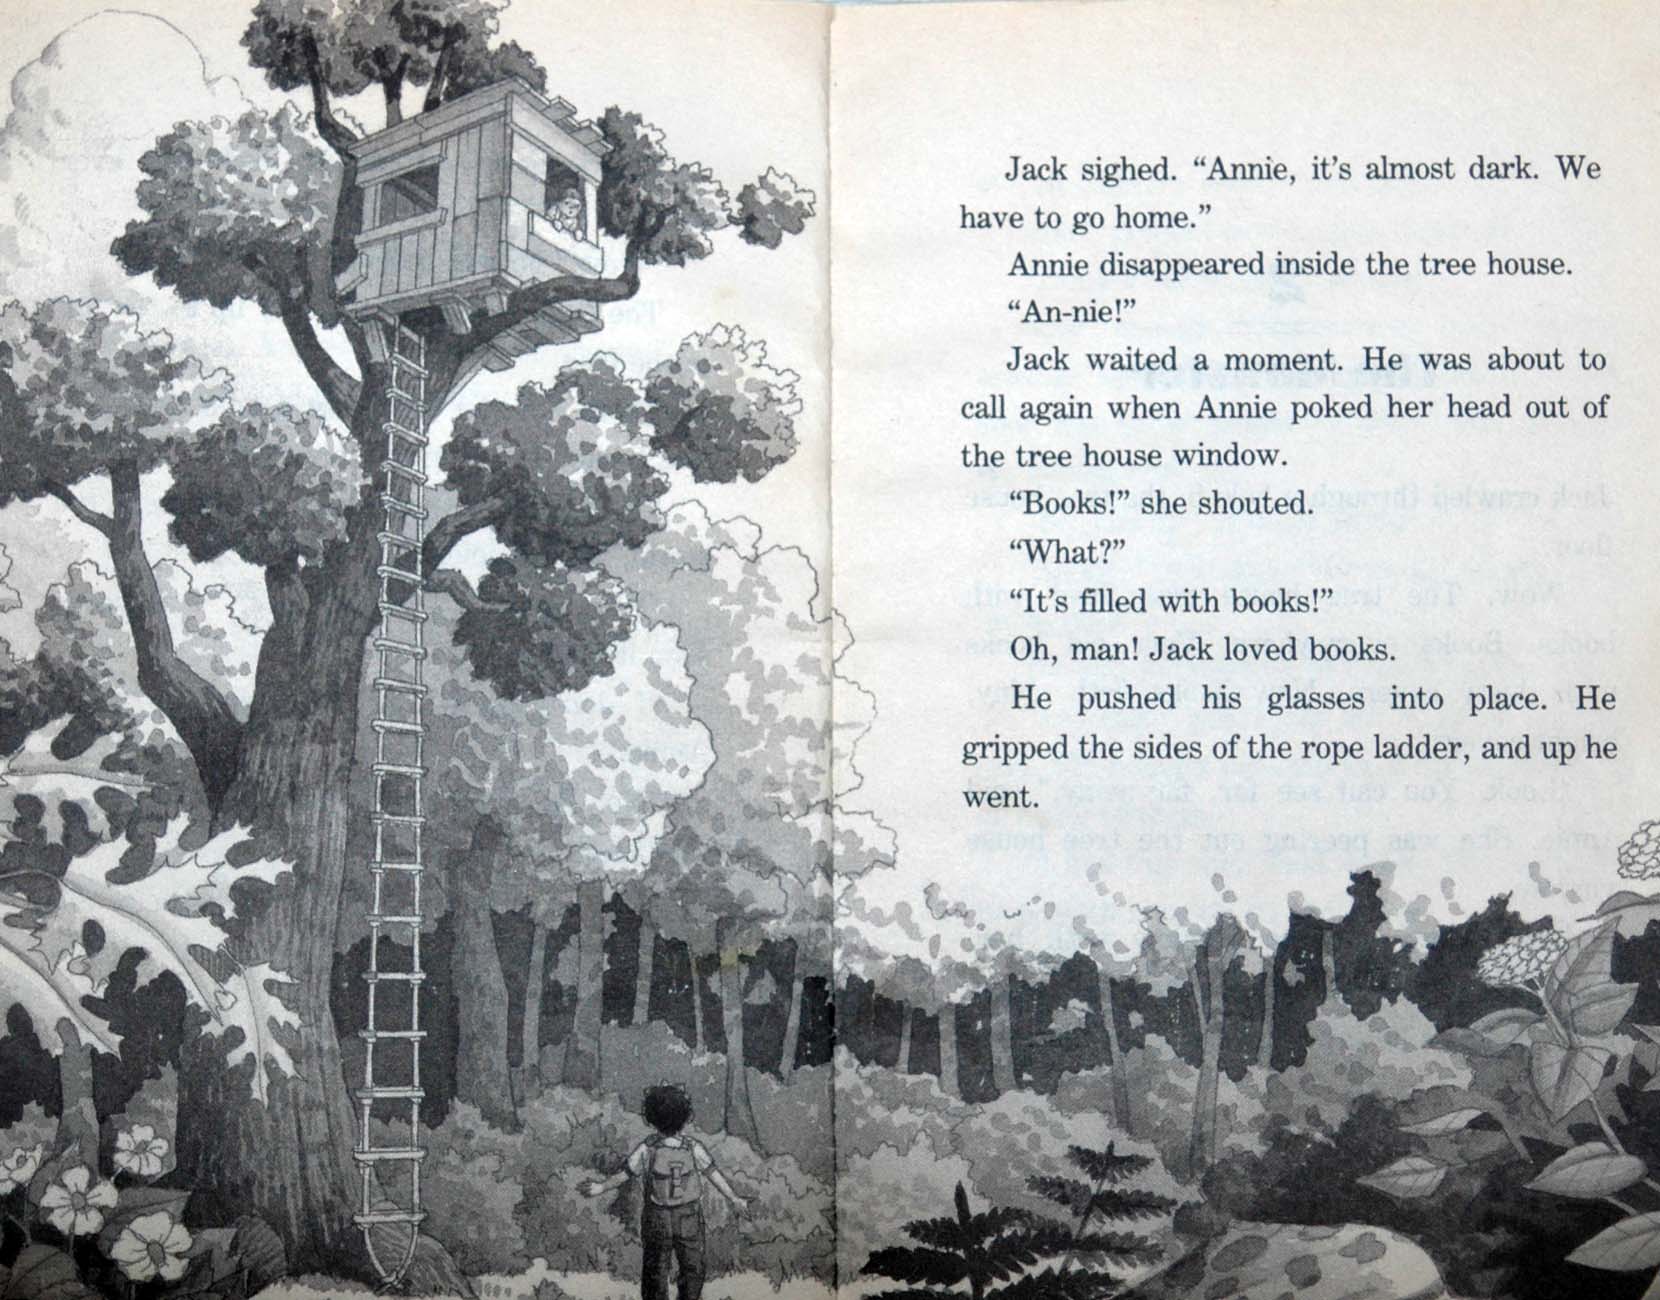 Jack sighed. “Annie, it’s almost dark. We
have to go home.”
Annie disappeared inside the tree house.
“An-nie!”
Jack waited a moment. He was about to
call again when Annie poked her head out of
the tree house window.
“Books!” she shouted.
“What?”
“It’s filled with books!”
Oh, man! Jack loved books.
He pushed his glasses into place. He
gripped the sides of the rope ladder, and up he
went.